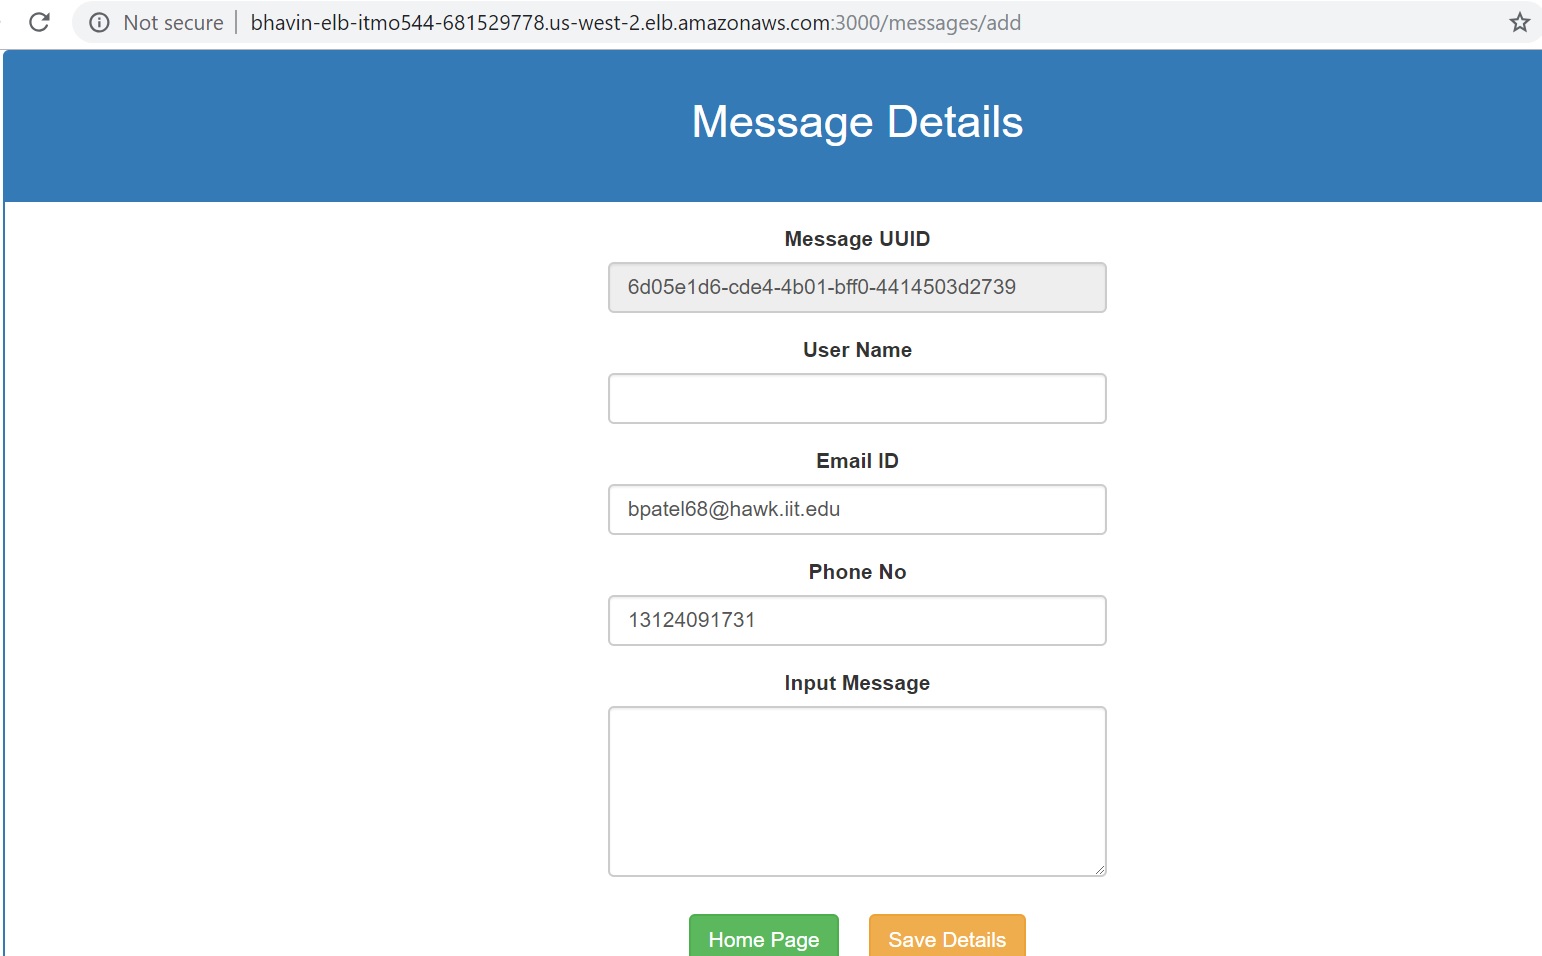 Not secure bhavin-elb-itmo544-681529778.us-west-2.elb.amazonaws.com:3000/messages/add
Message Details
Message UUID
6d05e1d6-cde4-4b01-bff0-4414503d2739
User Name
Email ID
bpatel68@hawk.iit.edu
Phone No
13124091731
Input Message
Home Page Save Details